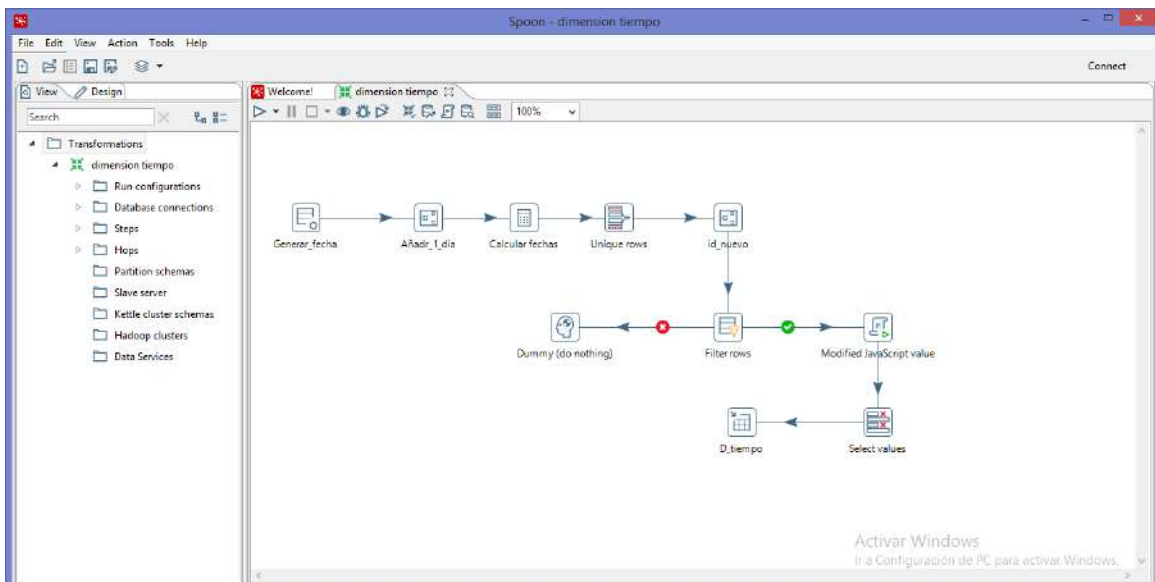 Spoon - dimension tiempo
File Edit View Action Tools Help
Connect
View Design
Welcome! dimension tiempo
Search
100%
Transformations
dimension tiempo
Run configurations
Database connections
Steps
Hops
Partition schemas
Slave server
Kettle cluster schemas
Hadoop clusters
Data Services
Generar_fecha Añadir_1_dia Calcular fechas Unique rows id_nuevo
Dummy (do nothing) Filter rows Modified JavaScript value
D_tiempo Select values
Activar Windows
Ir a Configuración de PC para activar Windows.